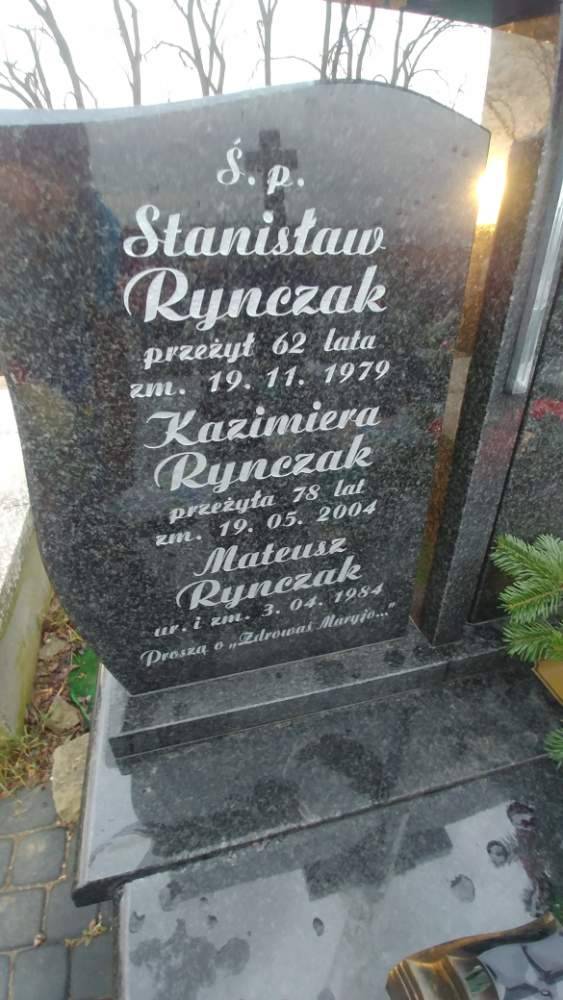 Ś. p.
Stanisław
Rynczak
przeżył 62 lata
zm. 19. 11. 1979
Kazimiera
Rynczak
przeżyła 78 lat
zm. 19. 05. 2004
Mateusz
Rynczak
ur. i zm. 3. 04. 1984
Proszą o „Zdrowaś Maryjo..."